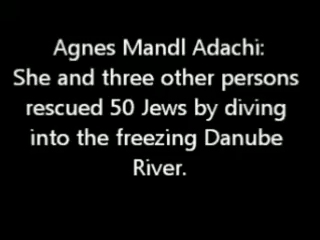 Agnes Mandl Adachi:
She and three other persons
rescued 50 Jews by diving
into the freezing Danube
River.